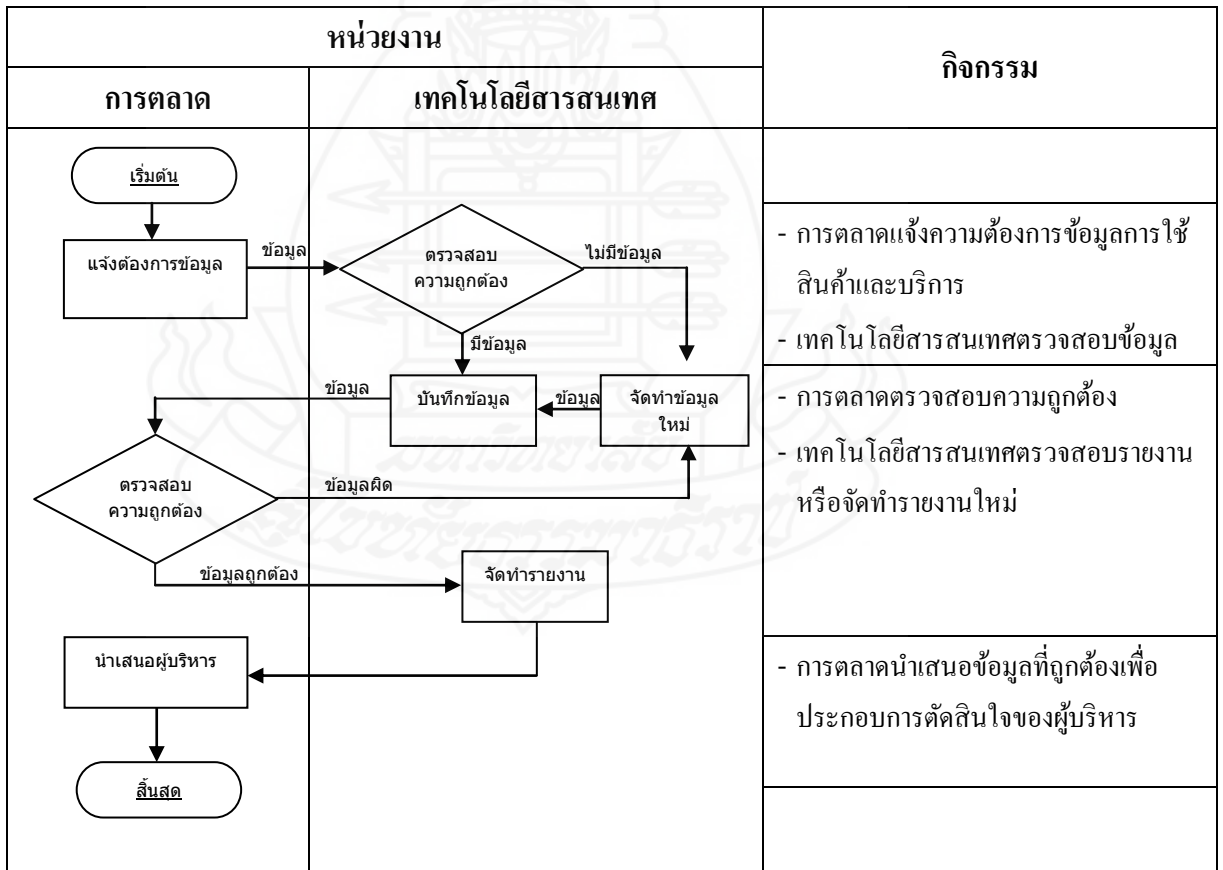 หน่วยงาน
กิจกรรม
การตลาด
เทคโนโลยีสารสนเทศ
เริ่มต้น
แจ้งต้องการข้อมูล
ข้อมูล
ตรวจสอบ
ความถูกต้อง
ไม่มีข้อมูล
มีข้อมูล
- การตลาดแจ้งความต้องการข้อมูลการใช้
สินค้าและบริการ
- เทคโนโลยีสารสนเทศตรวจสอบข้อมูล
ข้อมูล
บันทึกข้อมูล
ข้อมูล
จัดทำข้อมูล
ใหม่
- การตลาดตรวจสอบความถูกต้อง
- เทคโนโลยีสารสนเทศตรวจสอบรายงาน
หรือจัดทำรายงานใหม่
ตรวจสอบ
ความถูกต้อง
ข้อมูลผิด
ข้อมูลถูกต้อง
จัดทำรายงาน
นำเสนอผู้บริหาร
- การตลาดนำเสนอข้อมูลที่ถูกต้องเพื่อ
ประกอบการตัดสินใจของผู้บริหาร
สิ้นสุด